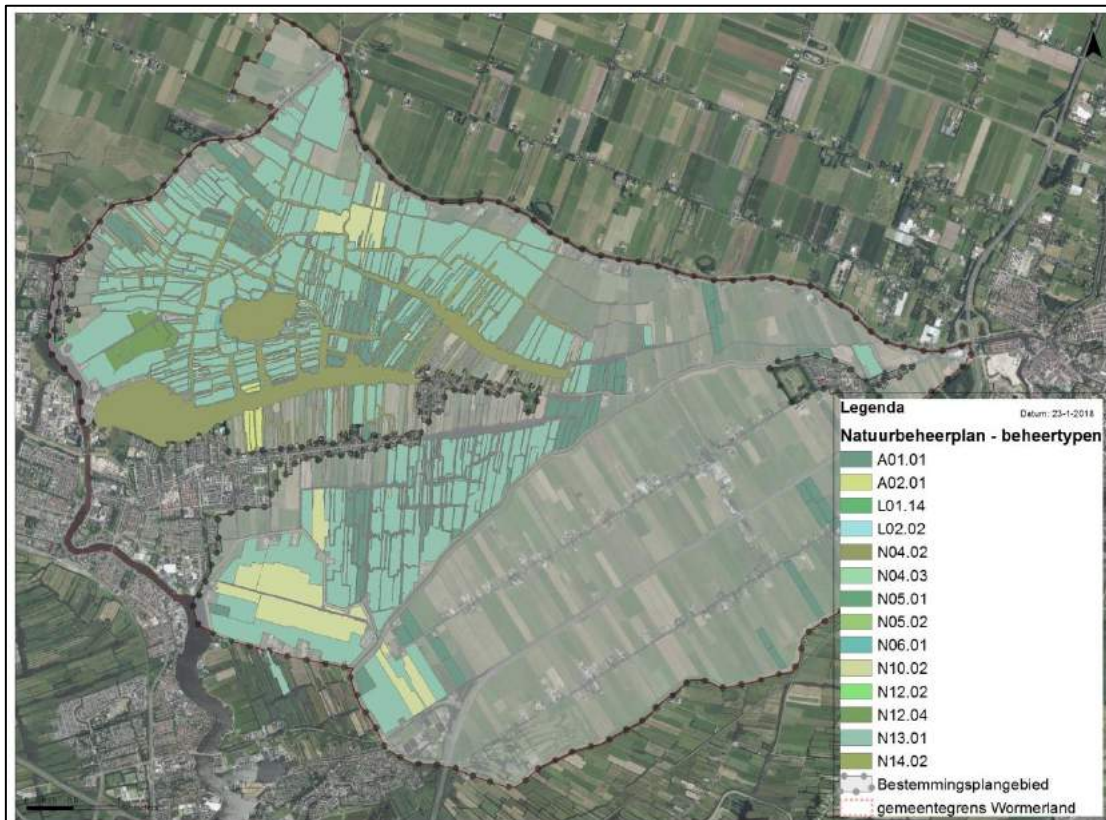 Legenda
Datum: 23-1-2018
Natuurbeheerplan - beheertypen
A01.01
A02.01
L01.14
L02.02
N04.02
N04.03
N05.01
N05.02
N06.01
N10.02
N12.02
N12.04
N13.01
N14.02
Bestemmingsplangebied
gemeentegrens Wormerland